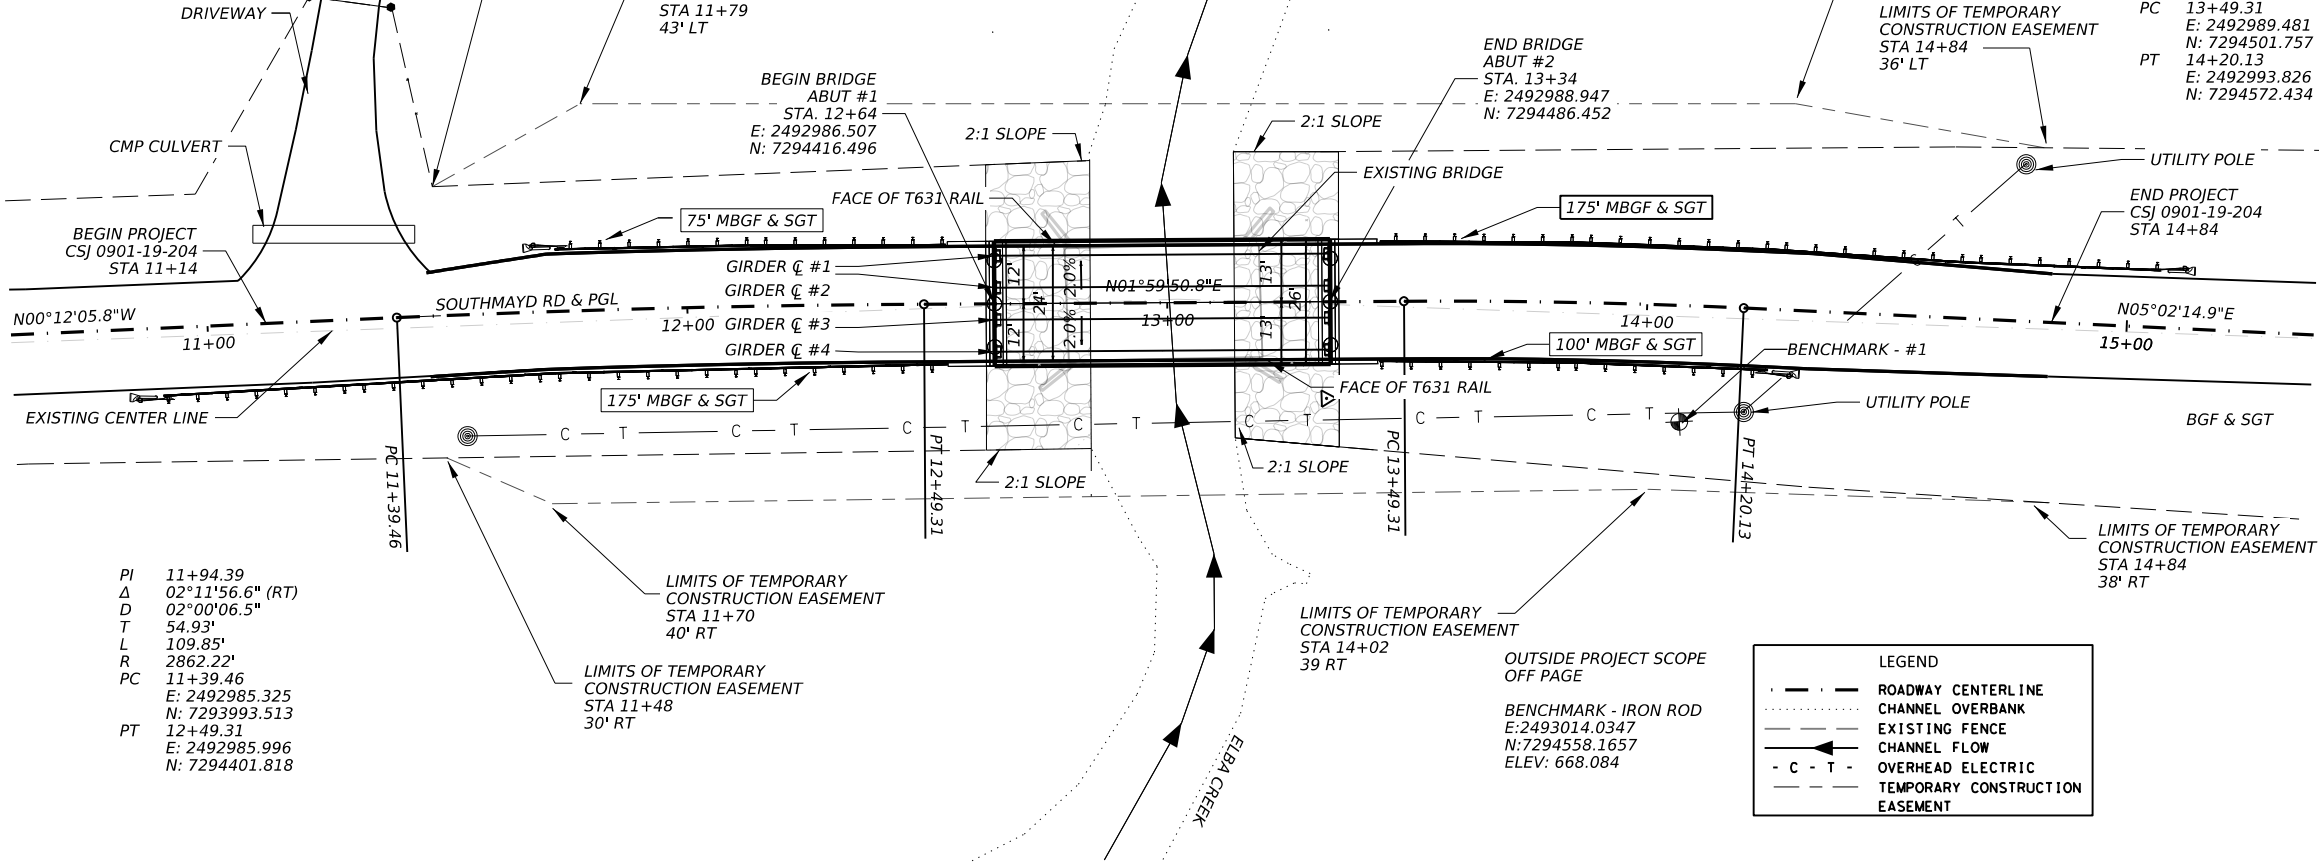 DRIVEWAY
STA 11+79
43' LT
LIMITS OF TEMPORARY
CONSTRUCTION EASEMENT
STA 14+84
36' LT
PC 13+49.31
E: 2492989.481
N: 7294501.757
PT 14+20.13
E: 2492993.826
N: 7294572.434
BEGIN BRIDGE
ABUT #1
STA. 12+64
E: 2492986.507
N: 7294416.496
END BRIDGE
ABUT #2
STA. 13+34
E: 2492988.947
N: 7294486.452
2:1 SLOPE
2:1 SLOPE
CMP CULVERT
EXISTING BRIDGE
UTILITY POLE
FACE OF T631 RAIL
75' MBGF & SGT
175' MBGF & SGT
END PROJECT
CSJ 0901-19-204
STA 14+84
BEGIN PROJECT
CSJ 0901-19-204
STA 11+14
T
C
GIRDER ℄ #1
GIRDER ℄ #2
GIRDER ℄ #3
GIRDER ℄ #4
12'
24'
12'
2.0%
2.0%
13'
26'
13'
N01°59'50.8"E
13+00
SOUTHMAYD RD & PGL
N00°12'05.8"W
11+00
12+00
14+00
N05°02'14.9"E
15+00
100' MBGF & SGT
BENCHMARK - #1
FACE OF T631 RAIL
175' MBGF & SGT
EXISTING CENTER LINE
UTILITY POLE
BGF & SGT
C T C T C T C T C T C T C T
PC 11+39.46
PT 12+49.31
PC 13+49.31
PT 14+20.13
2:1 SLOPE
2:1 SLOPE
LIMITS OF TEMPORARY
CONSTRUCTION EASEMENT
STA 14+84
38' RT
PI 11+94.39
Δ 02°11'56.6" (RT)
D 02°00'06.5"
T 54.93'
L 109.85'
R 2862.22'
PC 11+39.46
E: 2492985.325
N: 7293993.513
PT 12+49.31
E: 2492985.996
N: 7294401.818
LIMITS OF TEMPORARY
CONSTRUCTION EASEMENT
STA 11+70
40' RT
LIMITS OF TEMPORARY
CONSTRUCTION EASEMENT
STA 11+48
30' RT
LIMITS OF TEMPORARY
CONSTRUCTION EASEMENT
STA 14+02
39 RT
ELBA CREEK
OUTSIDE PROJECT SCOPE
OFF PAGE
BENCHMARK - IRON ROD
E:2493014.0347
N:7294558.1657
ELEV: 668.084
LEGEND
ROADWAY CENTERLINE
CHANNEL OVERBANK
EXISTING FENCE
CHANNEL FLOW
- C - T - OVERHEAD ELECTRIC
TEMPORARY CONSTRUCTION
EASEMENT